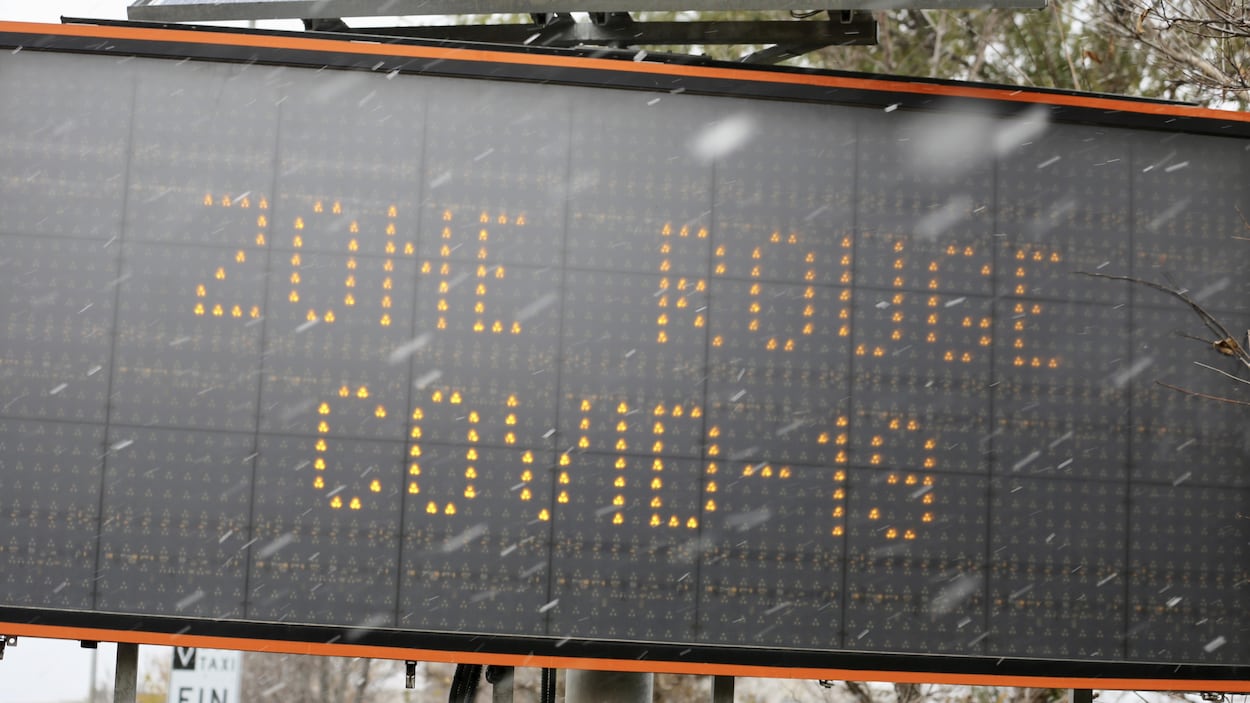 ZONE ROUGE
COVID-19
TAXI
FIN